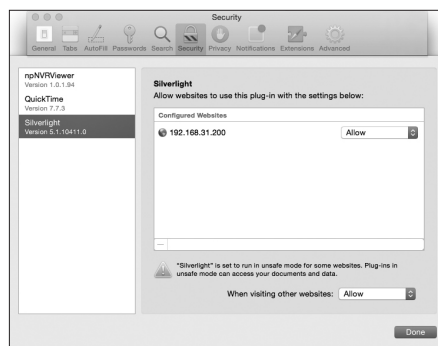 Security
General Tabs AutoFill Passwords Search Security Privacy Notifications Extensions Advanced
npNVRViewer
Version 1.0.1.94
QuickTime
Version 7.7.3
Silverlight
Version 5.1.10411.0
Silverlight
Allow websites to use this plug-in with the settings below:
Configured Websites
192.168.31.200 Allow
"Silverlight" is set to run in unsafe mode for some websites. Plug-ins in
unsafe mode can access your documents and data.
When visiting other websites: Allow
Done